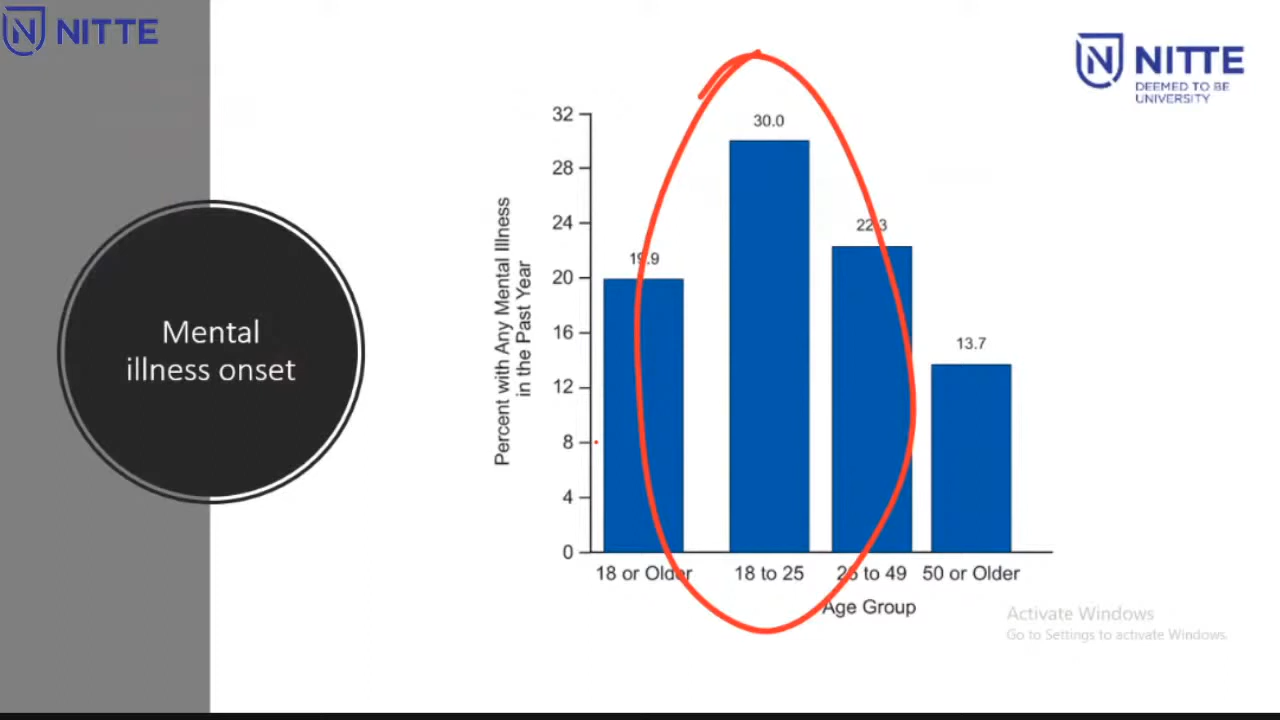 NITTE
NITTE
DEEMED TO BE
UNIVERSITY
Mental
illness onset
Percent with Any Mental Illness
in the Past Year
32
28
24
20
16
12
8
4
0
19.9
30.0
22.3
13.7
18 or Older
18 to 25
26 to 49
50 or Older
Age Group
Activate Windows
Go to Settings to activate Windows.